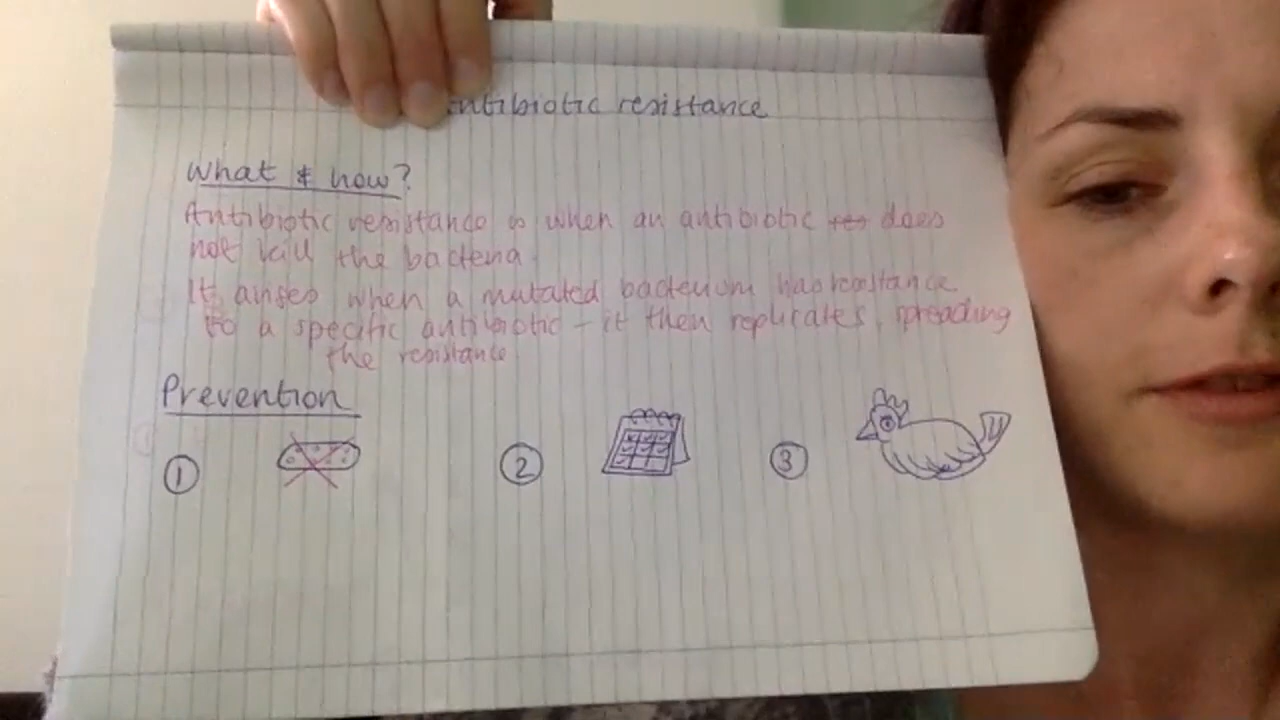 ntibiotic resistance
What & how?
Antibiotic resistance is when an antibiotic does
not kill the bacteria.
It arises when a mutated bacterium has resistance
to a specific antibiotic – it then replicates, spreading
the resistance.
Prevention
1 2 3